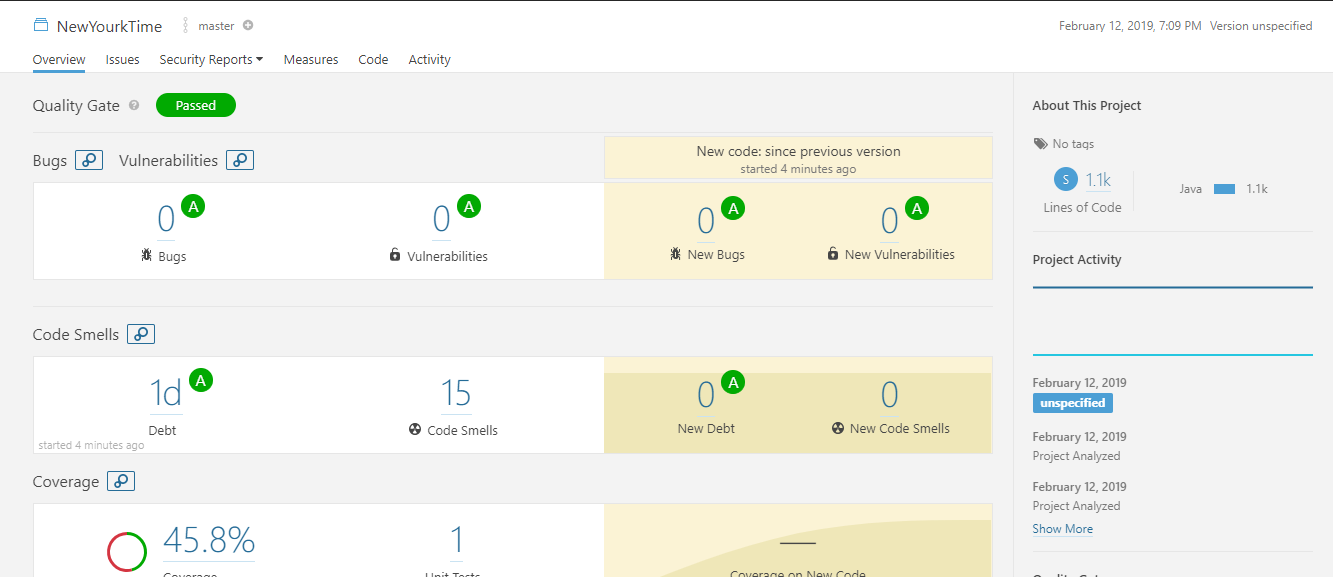 NewYourkTime master
February 12, 2019, 7:09 PM Version unspecified
Overview Issues Security Reports Measures Code Activity
Quality Gate ? Passed
Bugs Vulnerabilities
New code: since previous version
started 4 minutes ago
0 A
Bugs
0 A
Vulnerabilities
0 A
New Bugs
0 A
New Vulnerabilities
Code Smells
1d A
Debt
15
Code Smells
started 4 minutes ago
0 A
New Debt
0
New Code Smells
Coverage
45.8%
Coverage
1
Unit Tests
—
Coverage on New Code
About This Project
No tags
S 1.1k
Lines of Code
Java 1.1k
Project Activity
February 12, 2019
unspecified
February 12, 2019
Project Analyzed
February 12, 2019
Project Analyzed
Show More
Quality Gate